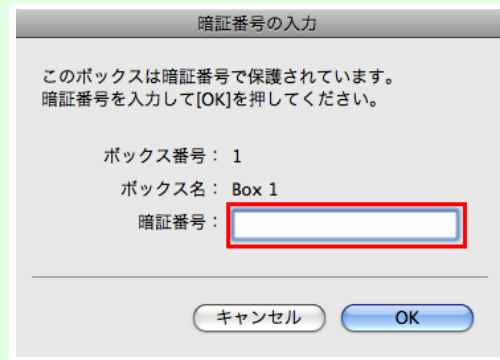 暗証番号の入力
このボックスは暗証番号で保護されています。
暗証番号を入力して[OK]を押してください。
ボックス番号： 1
ボックス名： Box 1
暗証番号：
キャンセル OK